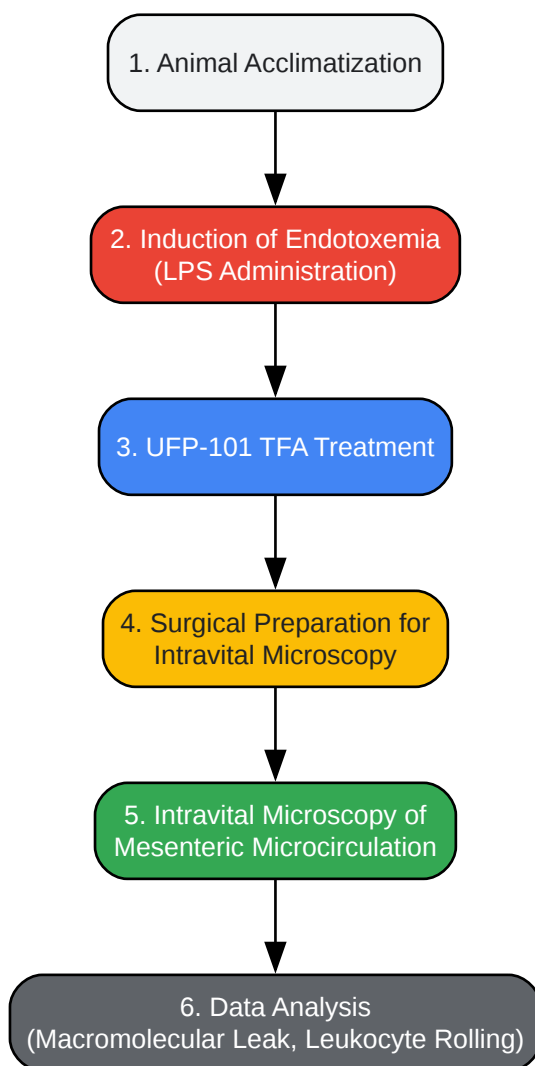 1. Animal Acclimatization
2. Induction of Endotoxemia
(LPS Administration)
3. UFP-101 TFA Treatment
4. Surgical Preparation for
Intravital Microscopy
5. Intravital Microscopy of
Mesenteric Microcirculation
6. Data Analysis
(Macromolecular Leak, Leukocyte Rolling)